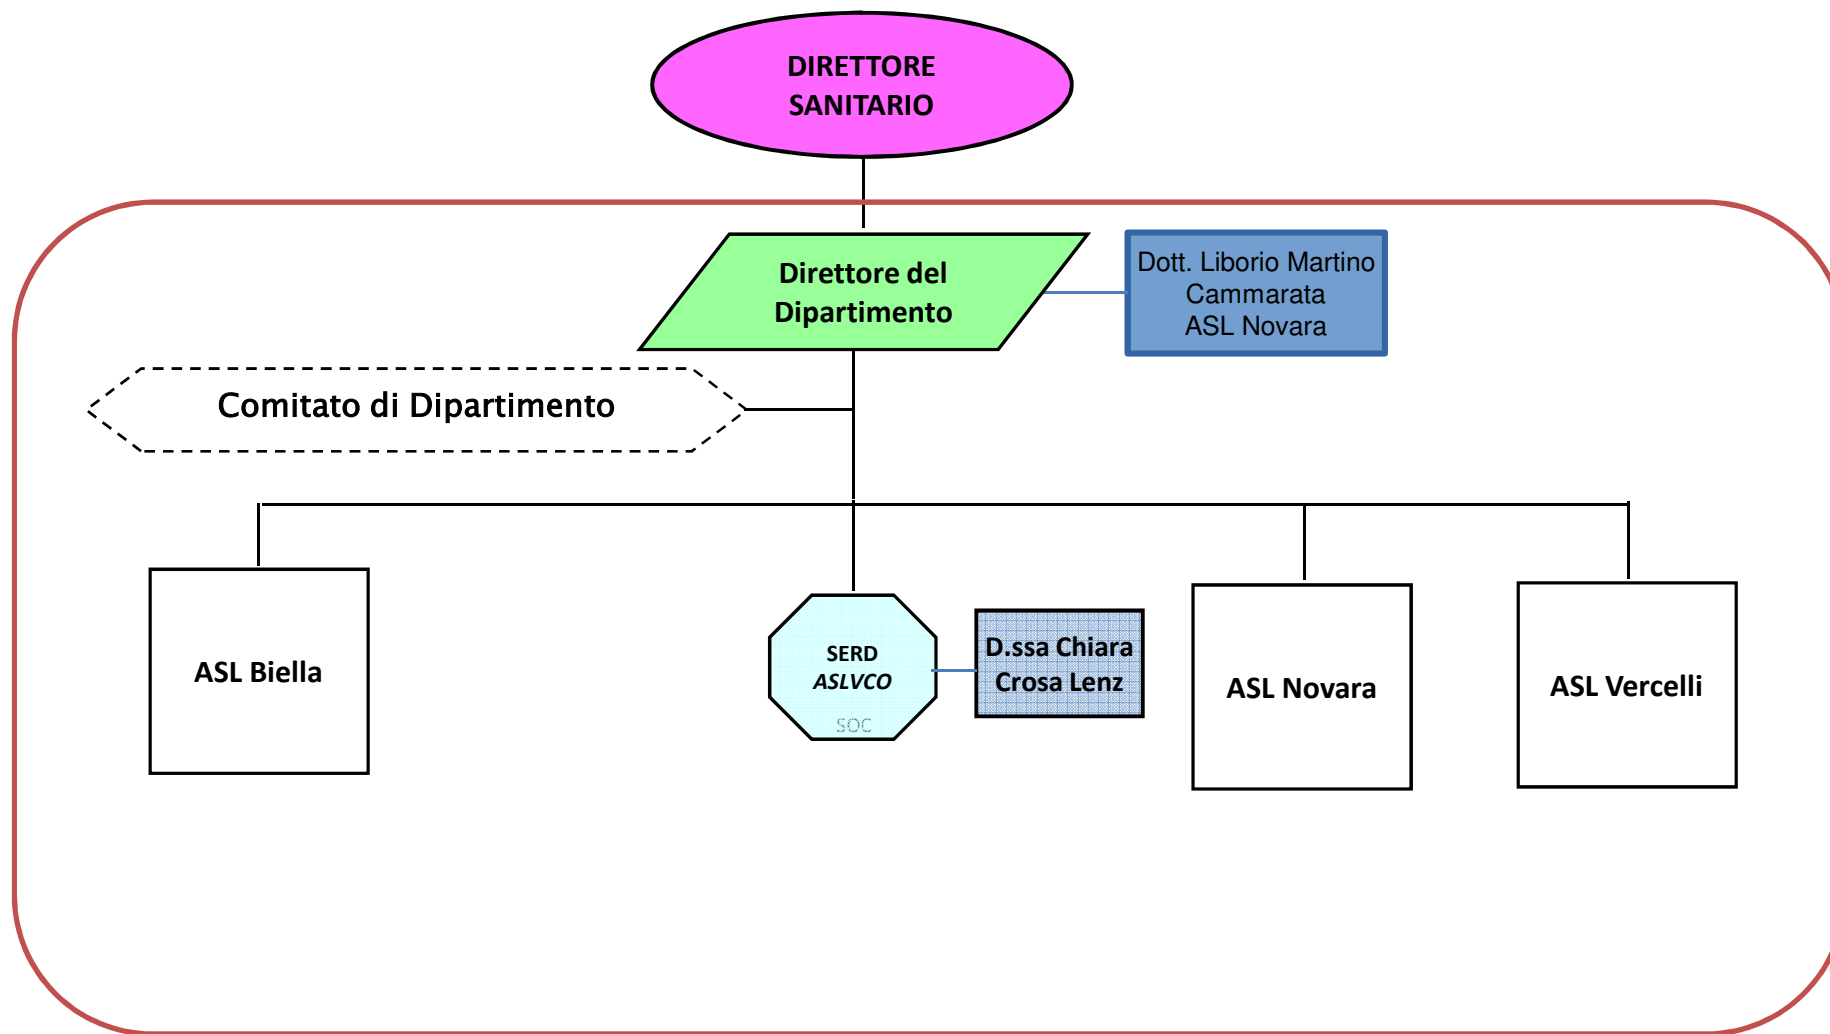 DIRETTORE
SANITARIO
Direttore del
Dipartimento
Dott. Liborio Martino
Cammarata
ASL Novara
Comitato di Dipartimento
ASL Biella
SERD
ASLVCO
SOC
D.ssa Chiara
Crosa Lenz
ASL Novara
ASL Vercelli